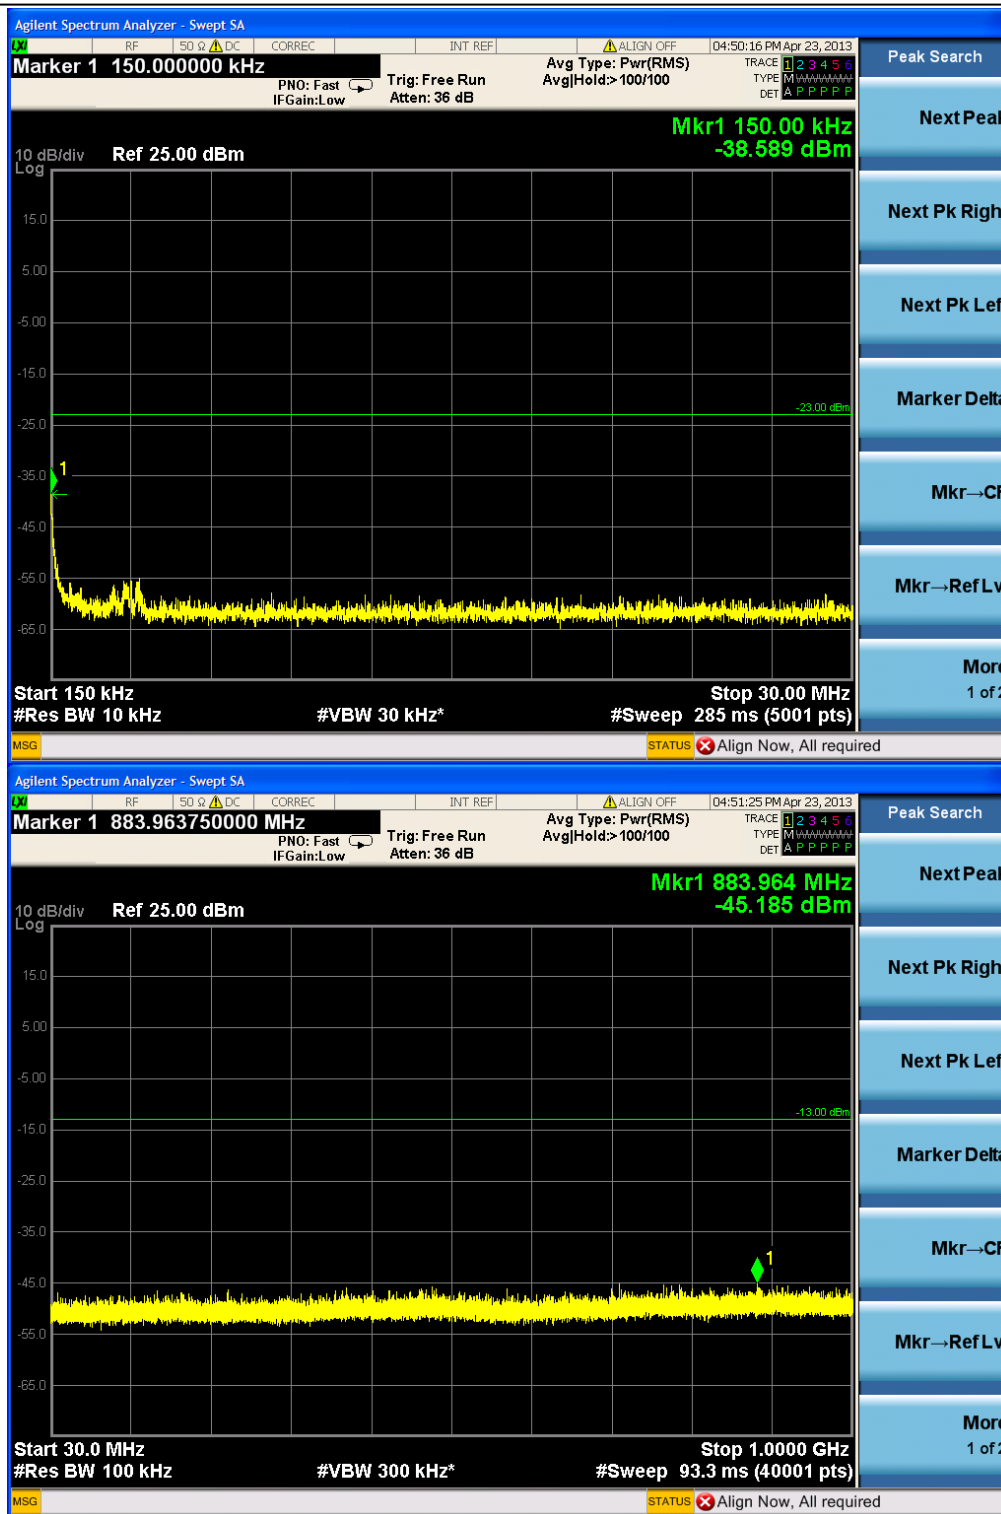 Agilent Spectrum Analyzer - Swept SA
LXI RF 50 Ω DC CORREC INT REF ALIGN OFF 04:50:16 PM Apr 23, 2013
Marker 1 150.000000 kHz
PNO: Fast
IFGain:Low
Trig: Free Run
Atten: 36 dB
Avg Type: Pwr(RMS)
Avg|Hold:>100/100
TRACE 1 2 3 4 5 6
TYPE M
DET A P P P P P
Peak Search
Mkr1 150.00 kHz
-38.589 dBm
10 dB/div Ref 25.00 dBm
Log
15.0
5.00
-5.00
-15.0
-23.00 dBm
-25.0
1
-35.0
-45.0
-55.0
-65.0
Start 150 kHz Stop 30.00 MHz
#Res BW 10 kHz #VBW 30 kHz* #Sweep 285 ms (5001 pts)
MSG STATUS Align Now, All required
Next Peak
Next Pk Righ
Next Pk Lef
Marker Delta
Mkr→CF
Mkr→Ref Lv
More
1 of 2
Agilent Spectrum Analyzer - Swept SA
LXI RF 50 Ω DC CORREC INT REF ALIGN OFF 04:51:25 PM Apr 23, 2013
Marker 1 883.963750000 MHz
PNO: Fast
IFGain:Low
Trig: Free Run
Atten: 36 dB
Avg Type: Pwr(RMS)
Avg|Hold:>100/100
TRACE 1 2 3 4 5 6
TYPE M
DET A P P P P P
Peak Search
Mkr1 883.964 MHz
-45.185 dBm
10 dB/div Ref 25.00 dBm
Log
15.0
5.00
-5.00
-13.00 dBm
-15.0
-25.0
-35.0
1
-45.0
-55.0
-65.0
Start 30.0 MHz Stop 1.0000 GHz
#Res BW 100 kHz #VBW 300 kHz* #Sweep 93.3 ms (40001 pts)
MSG STATUS Align Now, All required
Next Peak
Next Pk Righ
Next Pk Lef
Marker Delta
Mkr→CF
Mkr→Ref Lv
More
1 of 2